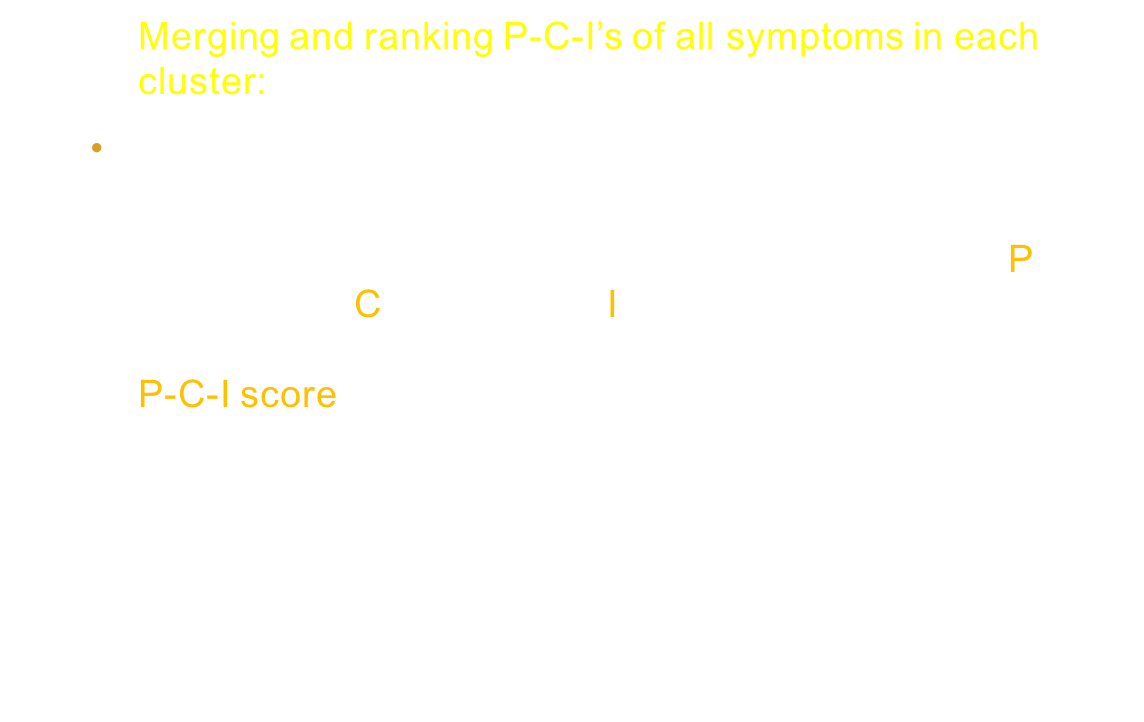 Merging and ranking P-C-I’s of all symptoms in each
cluster:
•
P
C I
P-C-I score